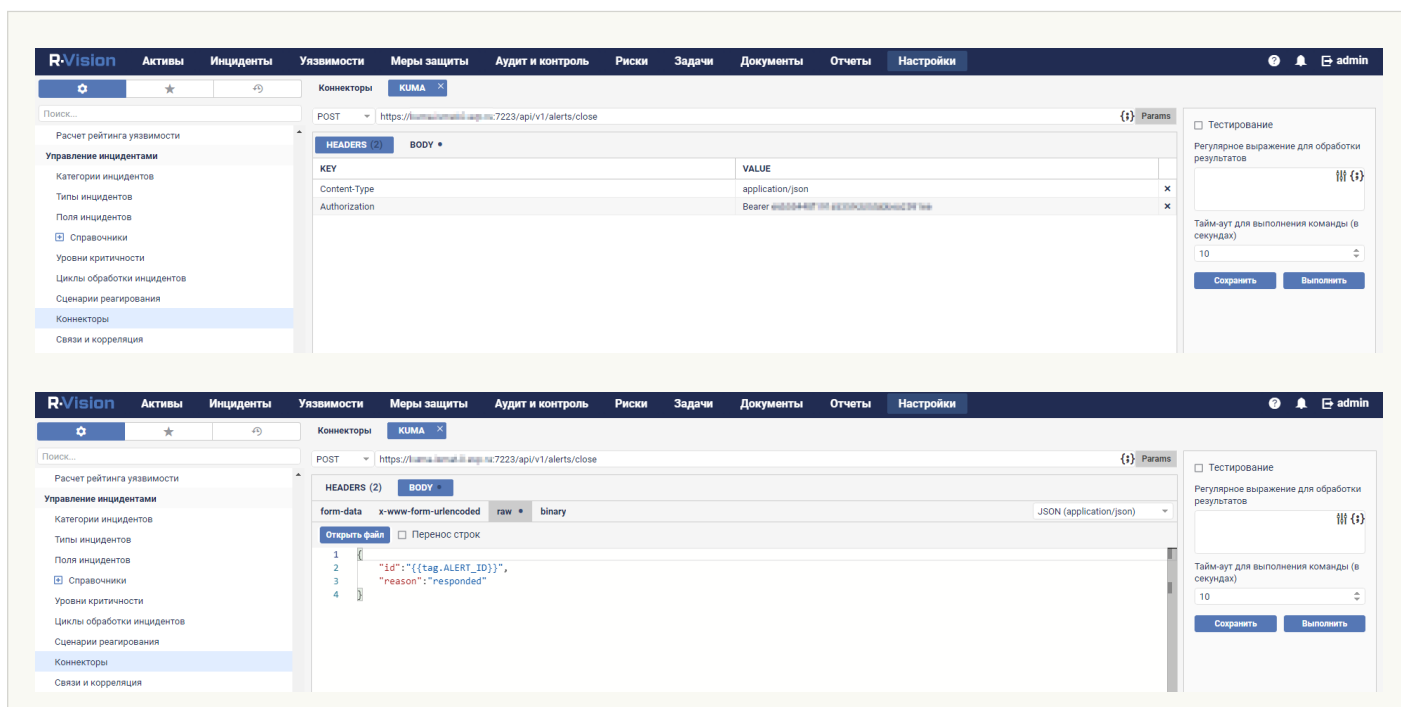 R·Vision Активы Инциденты Уязвимости Меры защиты Аудит и контроль Риски Задачи Документы Отчеты Настройки admin
Коннекторы KUMA
Поиск...
POST https:// :7223/api/v1/alerts/close {;} Params
Расчет рейтинга уязвимости
Управление инцидентами
Категории инцидентов
Типы инцидентов
Поля инцидентов
Справочники
Уровни критичности
Циклы обработки инцидентов
Сценарии реагирования
Коннекторы
Связи и корреляция
HEADERS (2) BODY
KEY VALUE
Content-Type application/json
Authorization Bearer
Тестирование
Регулярное выражение для обработки
результатов
{;}
Тайм-аут для выполнения команды (в
секундах)
10
Сохранить Выполнить
R·Vision Активы Инциденты Уязвимости Меры защиты Аудит и контроль Риски Задачи Документы Отчеты Настройки admin
Коннекторы KUMA
Поиск...
POST https:// :7223/api/v1/alerts/close {;} Params
Расчет рейтинга уязвимости
Управление инцидентами
Категории инцидентов
Типы инцидентов
Поля инцидентов
Справочники
Уровни критичности
Циклы обработки инцидентов
Сценарии реагирования
Коннекторы
Связи и корреляция
HEADERS (2) BODY
form-data x-www-form-urlencoded raw binary JSON (application/json)
Открыть файл Перенос строк
1 {
2 "id":"{{tag.ALERT_ID}}",
3 "reason":"responded"
4 }
Тестирование
Регулярное выражение для обработки
результатов
{;}
Тайм-аут для выполнения команды (в
секундах)
10
Сохранить Выполнить